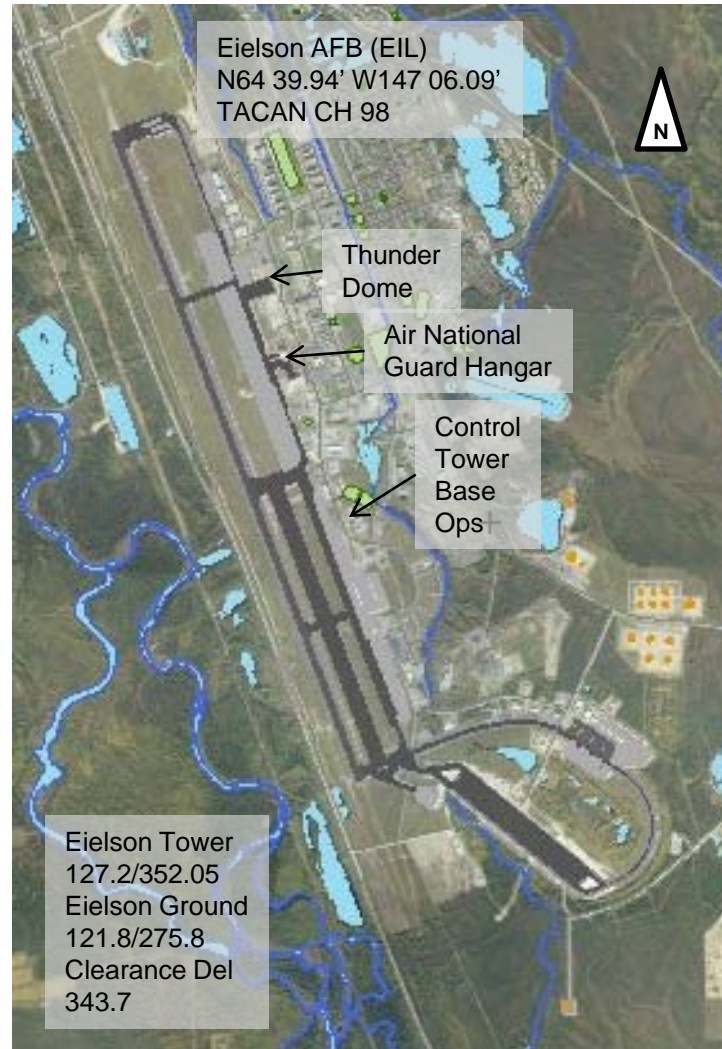 Eielson AFB (EIL)
N64 39.94’ W147 06.09’
TACAN CH 98
N
Thunder
Dome
Air National
Guard Hangar
Control
Tower
Base
Ops
Eielson Tower
127.2/352.05
Eielson Ground
121.8/275.8
Clearance Del
343.7